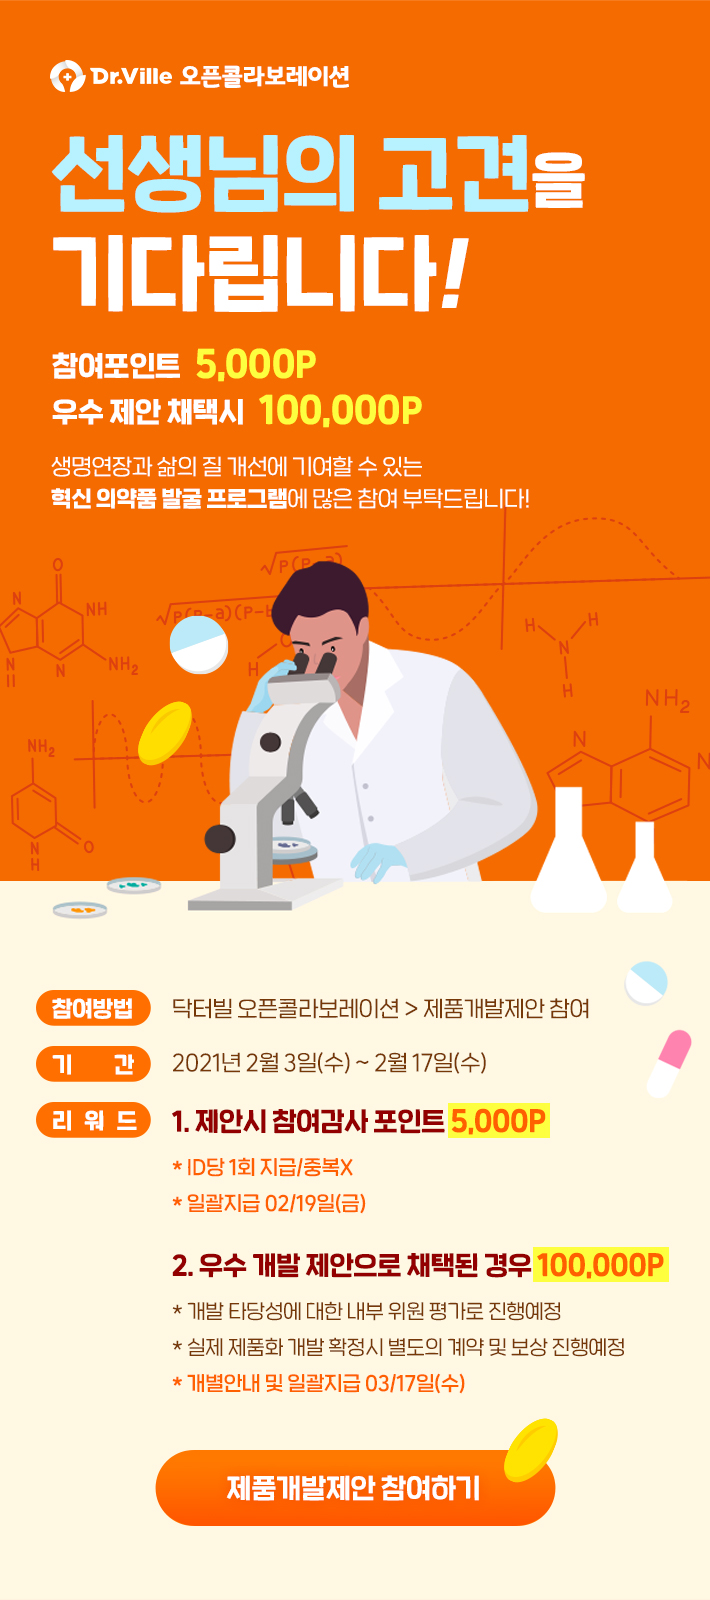 Dr.Ville 오픈콜라보레이션
선생님의 고견을
기다립니다!
참여포인트 5,000P
우수 제안 채택시 100,000P
생명연장과 삶의 질 개선에 기여할 수 있는
혁신 의약품 발굴 프로그램에 많은 참여 부탁드립니다!
O
N
NH
N
H
N
NH2
NH2
N
H
O
H
H
N
H
NH2
N
N
참여방법 닥터빌 오픈콜라보레이션 > 제품개발제안 참여
기 간 2021년 2월 3일(수) ~ 2월 17일(수)
리 워 드 1. 제안시 참여감사 포인트 5,000P
* ID당 1회 지급/중복X
* 일괄지급 02/19일(금)
2. 우수 개발 제안으로 채택된 경우 100,000P
* 개발 타당성에 대한 내부 위원 평가로 진행예정
* 실제 제품화 개발 확정시 별도의 계약 및 보상 진행예정
* 개별안내 및 일괄지급 03/17일(수)
제품개발제안 참여하기